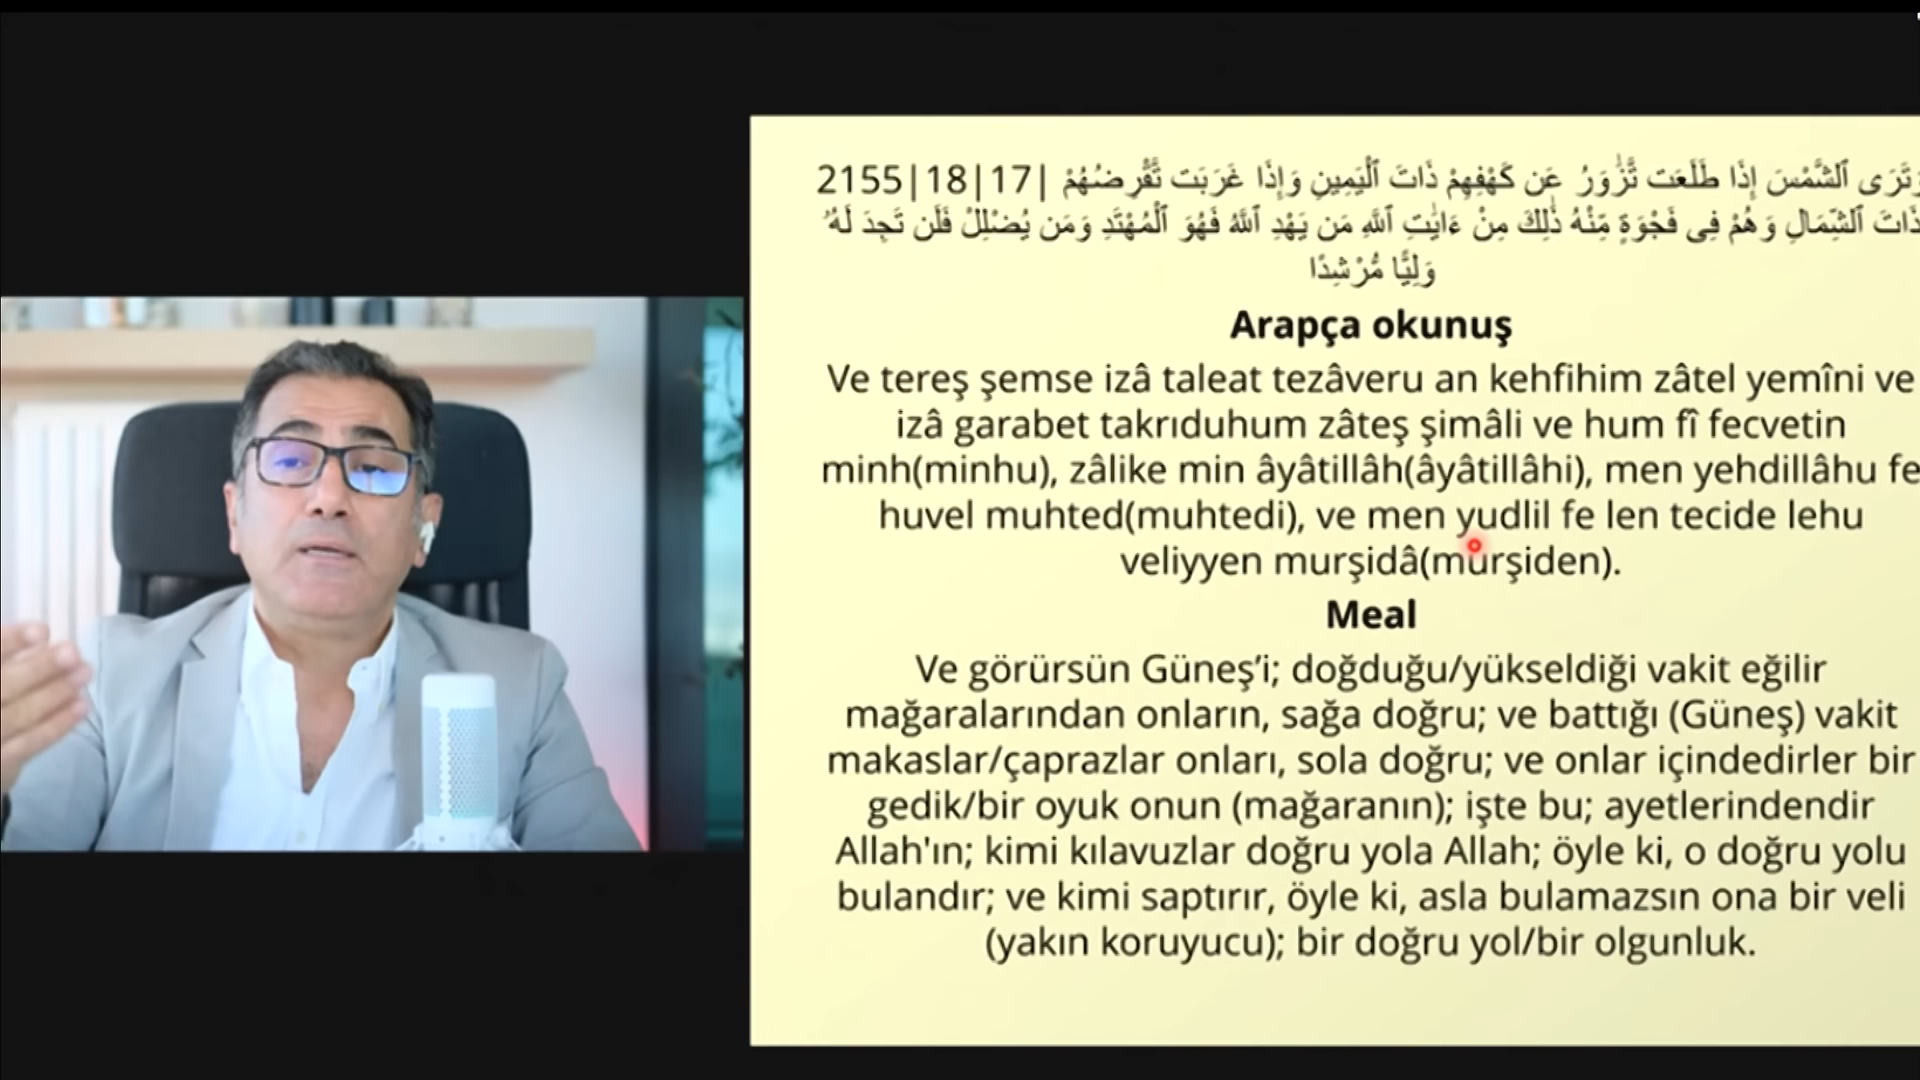 2155|18|17| وَتَرَى ٱلشَّمْسَ إِذَا طَلَعَت تَّزَٰوَرُ عَن كَهْفِهِمْ ذَاتَ ٱلْيَمِينِ وَإِذَا غَرَبَت تَّقْرِضُهُمْ
ذَاتَ ٱلشِّمَالِ وَهُمْ فِى فَجْوَةٍ مِّنْهُ ذَٰلِكَ مِنْ ءَايَٰتِ ٱللَّهِ مَن يَهْدِ ٱللَّهُ فَهُوَ ٱلْمُهْتَدِ وَمَن يُضْلِلْ فَلَن تَجِدَ لَهُۥ
وَلِيًّا مُّرْشِدًا
Arapça okunuş
Ve tereş şemse izâ taleat tezâveru an kehfihim zâtel yemîni ve
izâ garabet takrıduhum zâteş şimâli ve hum fî fecvetin
minh(minhu), zâlike min âyâtillâh(âyâtillâhi), men yehdillâhu fe
huvel muhted(muhtedi), ve men yudlil fe len tecide lehu
veliyyen murşidâ(murşiden).
Meal
Ve görürsün Güneş’i; doğduğu/yükseldiği vakit eğilir
mağaralarından onların, sağa doğru; ve battığı (Güneş) vakit
makaslar/çaprazlar onları, sola doğru; ve onlar içindedirler bir
gedik/bir oyuk onun (mağaranın); işte bu; ayetlerindendir
Allah'ın; kimi kılavuzlar doğru yola Allah; öyle ki, o doğru yolu
bulandır; ve kimi saptırır, öyle ki, asla bulamazsın ona bir veli
(yakın koruyucu); bir doğru yol/bir olgunluk.